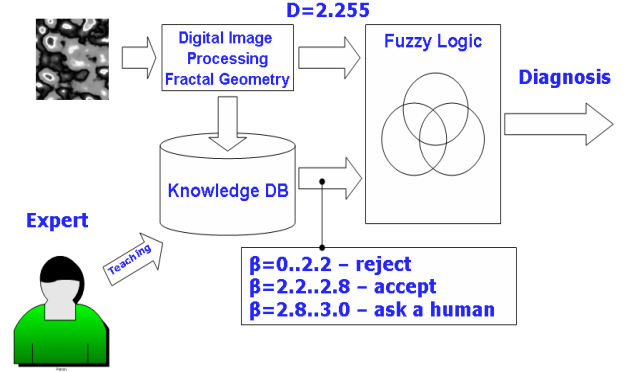 D=2.255
Digital Image
Processing
Fractal Geometry
Fuzzy Logic
Diagnosis
Knowledge DB
Expert
Teaching
β=0..2.2 – reject
β=2.2..2.8 – accept
β=2.8..3.0 – ask a human